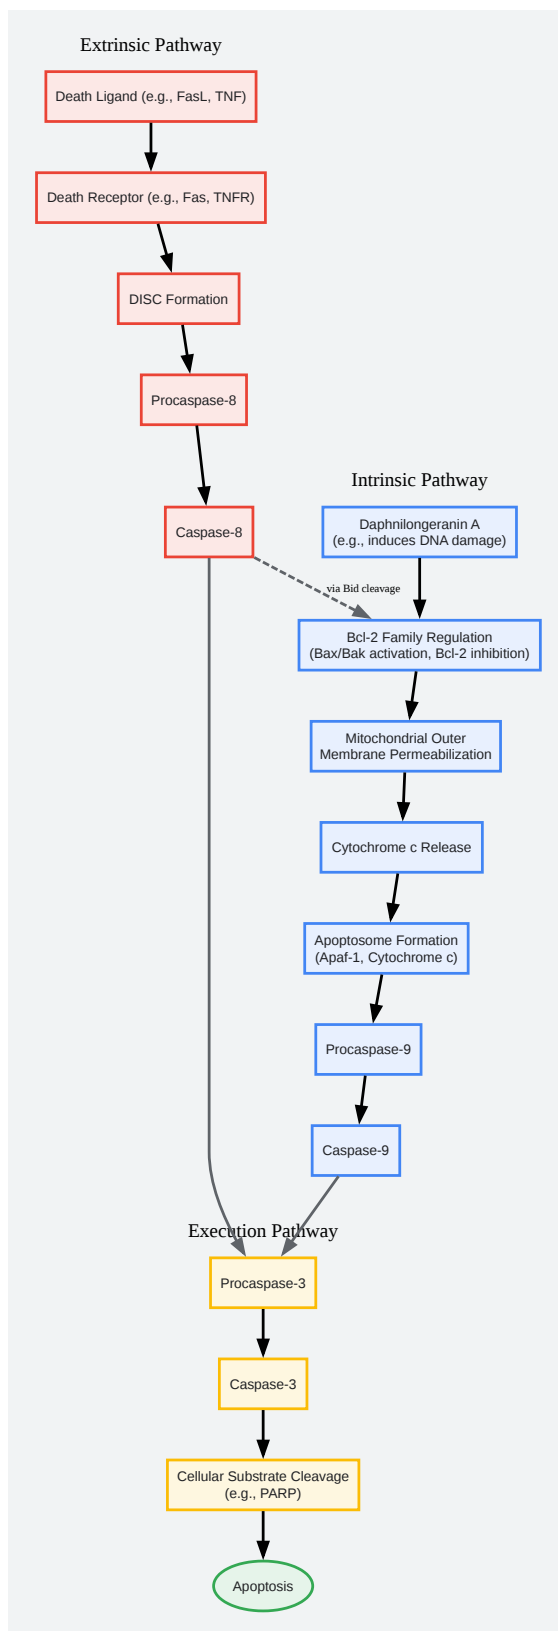 Extrinsic Pathway
Death Ligand (e.g., FasL, TNF)
Death Receptor (e.g., Fas, TNFR)
DISC Formation
Procaspase-8
Caspase-8
via Bid cleavage
Intrinsic Pathway
Daphnilongeranin A
(e.g., induces DNA damage)
Bcl-2 Family Regulation
(Bax/Bak activation, Bcl-2 inhibition)
Mitochondrial Outer
Membrane Permeabilization
Cytochrome c Release
Apoptosome Formation
(Apaf-1, Cytochrome c)
Procaspase-9
Caspase-9
Execution Pathway
Procaspase-3
Caspase-3
Cellular Substrate Cleavage
(e.g., PARP)
Apoptosis